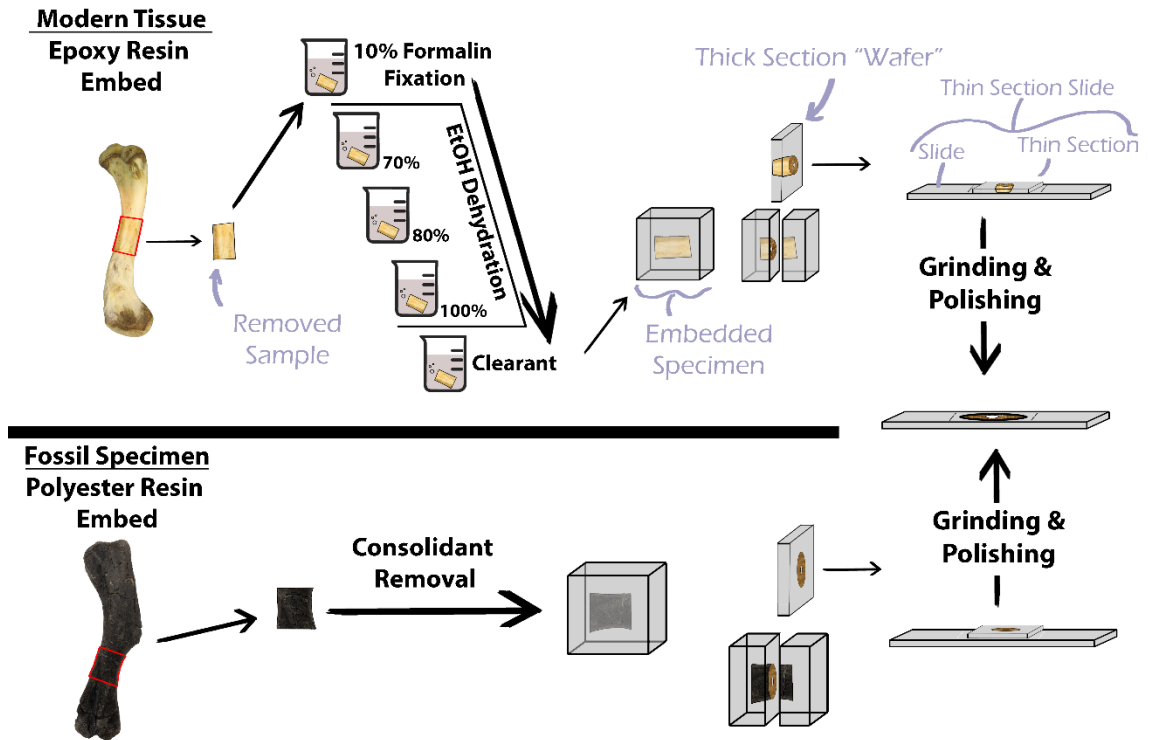 Modern Tissue
Epoxy Resin
Embed
10% Formalin
Fixation
70%
80%
100%
EtOH Dehydration
Clearant
Removed
Sample
Embedded
Specimen
Thick Section “Wafer”
Thin Section Slide
Slide
Thin Section
Grinding &
Polishing
Fossil Specimen
Polyester Resin
Embed
Consolidant
Removal
Grinding &
Polishing